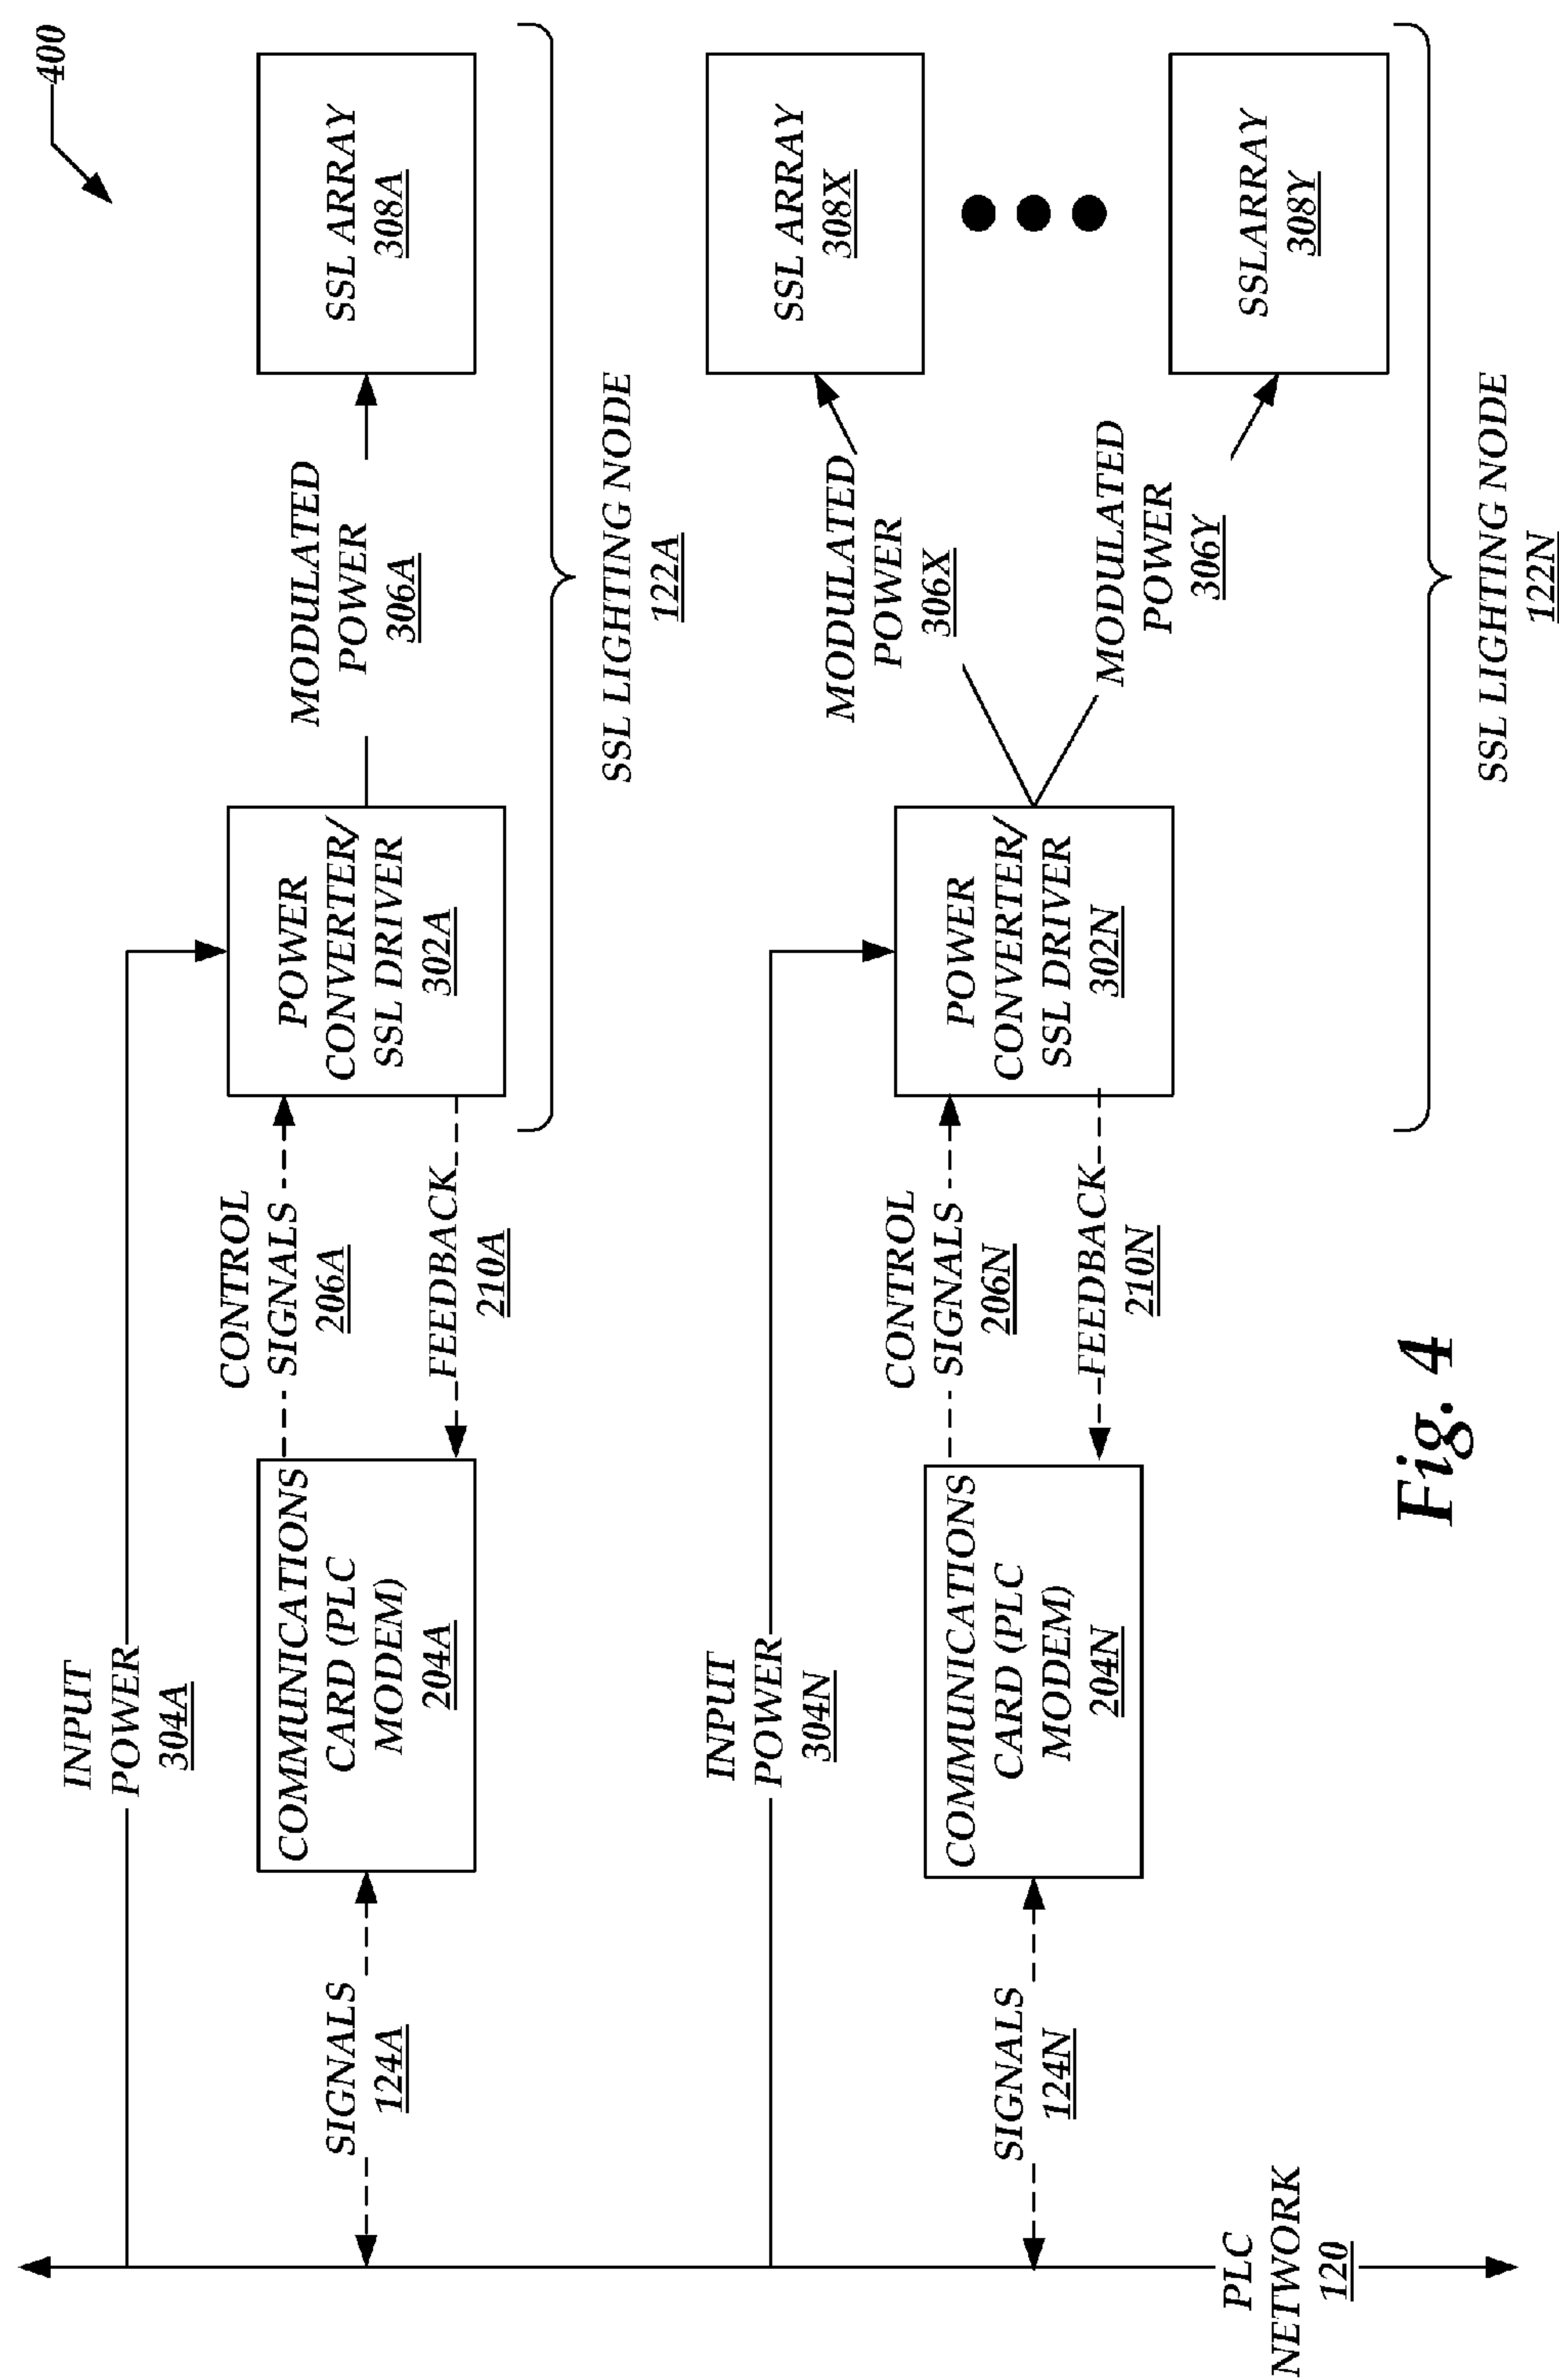 400
INPUT
POWER
304A
CONTROL
SIGNALS
206A
MODULATED
POWER
306A
SSL ARRAY
308A
POWER
CONVERTER/
SSL DRIVER
302A
COMMUNICATIONS
CARD (PLC
MODEM)
204A
SIGNALS
124A
FEEDBACK
210A
SSL LIGHTING NODE
122A
INPUT
POWER
304N
CONTROL
SIGNALS
206N
MODULATED
POWER
306X
SSL ARRAY
308X
POWER
CONVERTER/
SSL DRIVER
302N
COMMUNICATIONS
CARD (PLC
MODEM)
204N
SIGNALS
124N
FEEDBACK
210N
MODULATED
POWER
306Y
SSLARRAY
308Y
PLC
NETWORK
120
SSL LIGHTING NODE
122N
Fig. 4